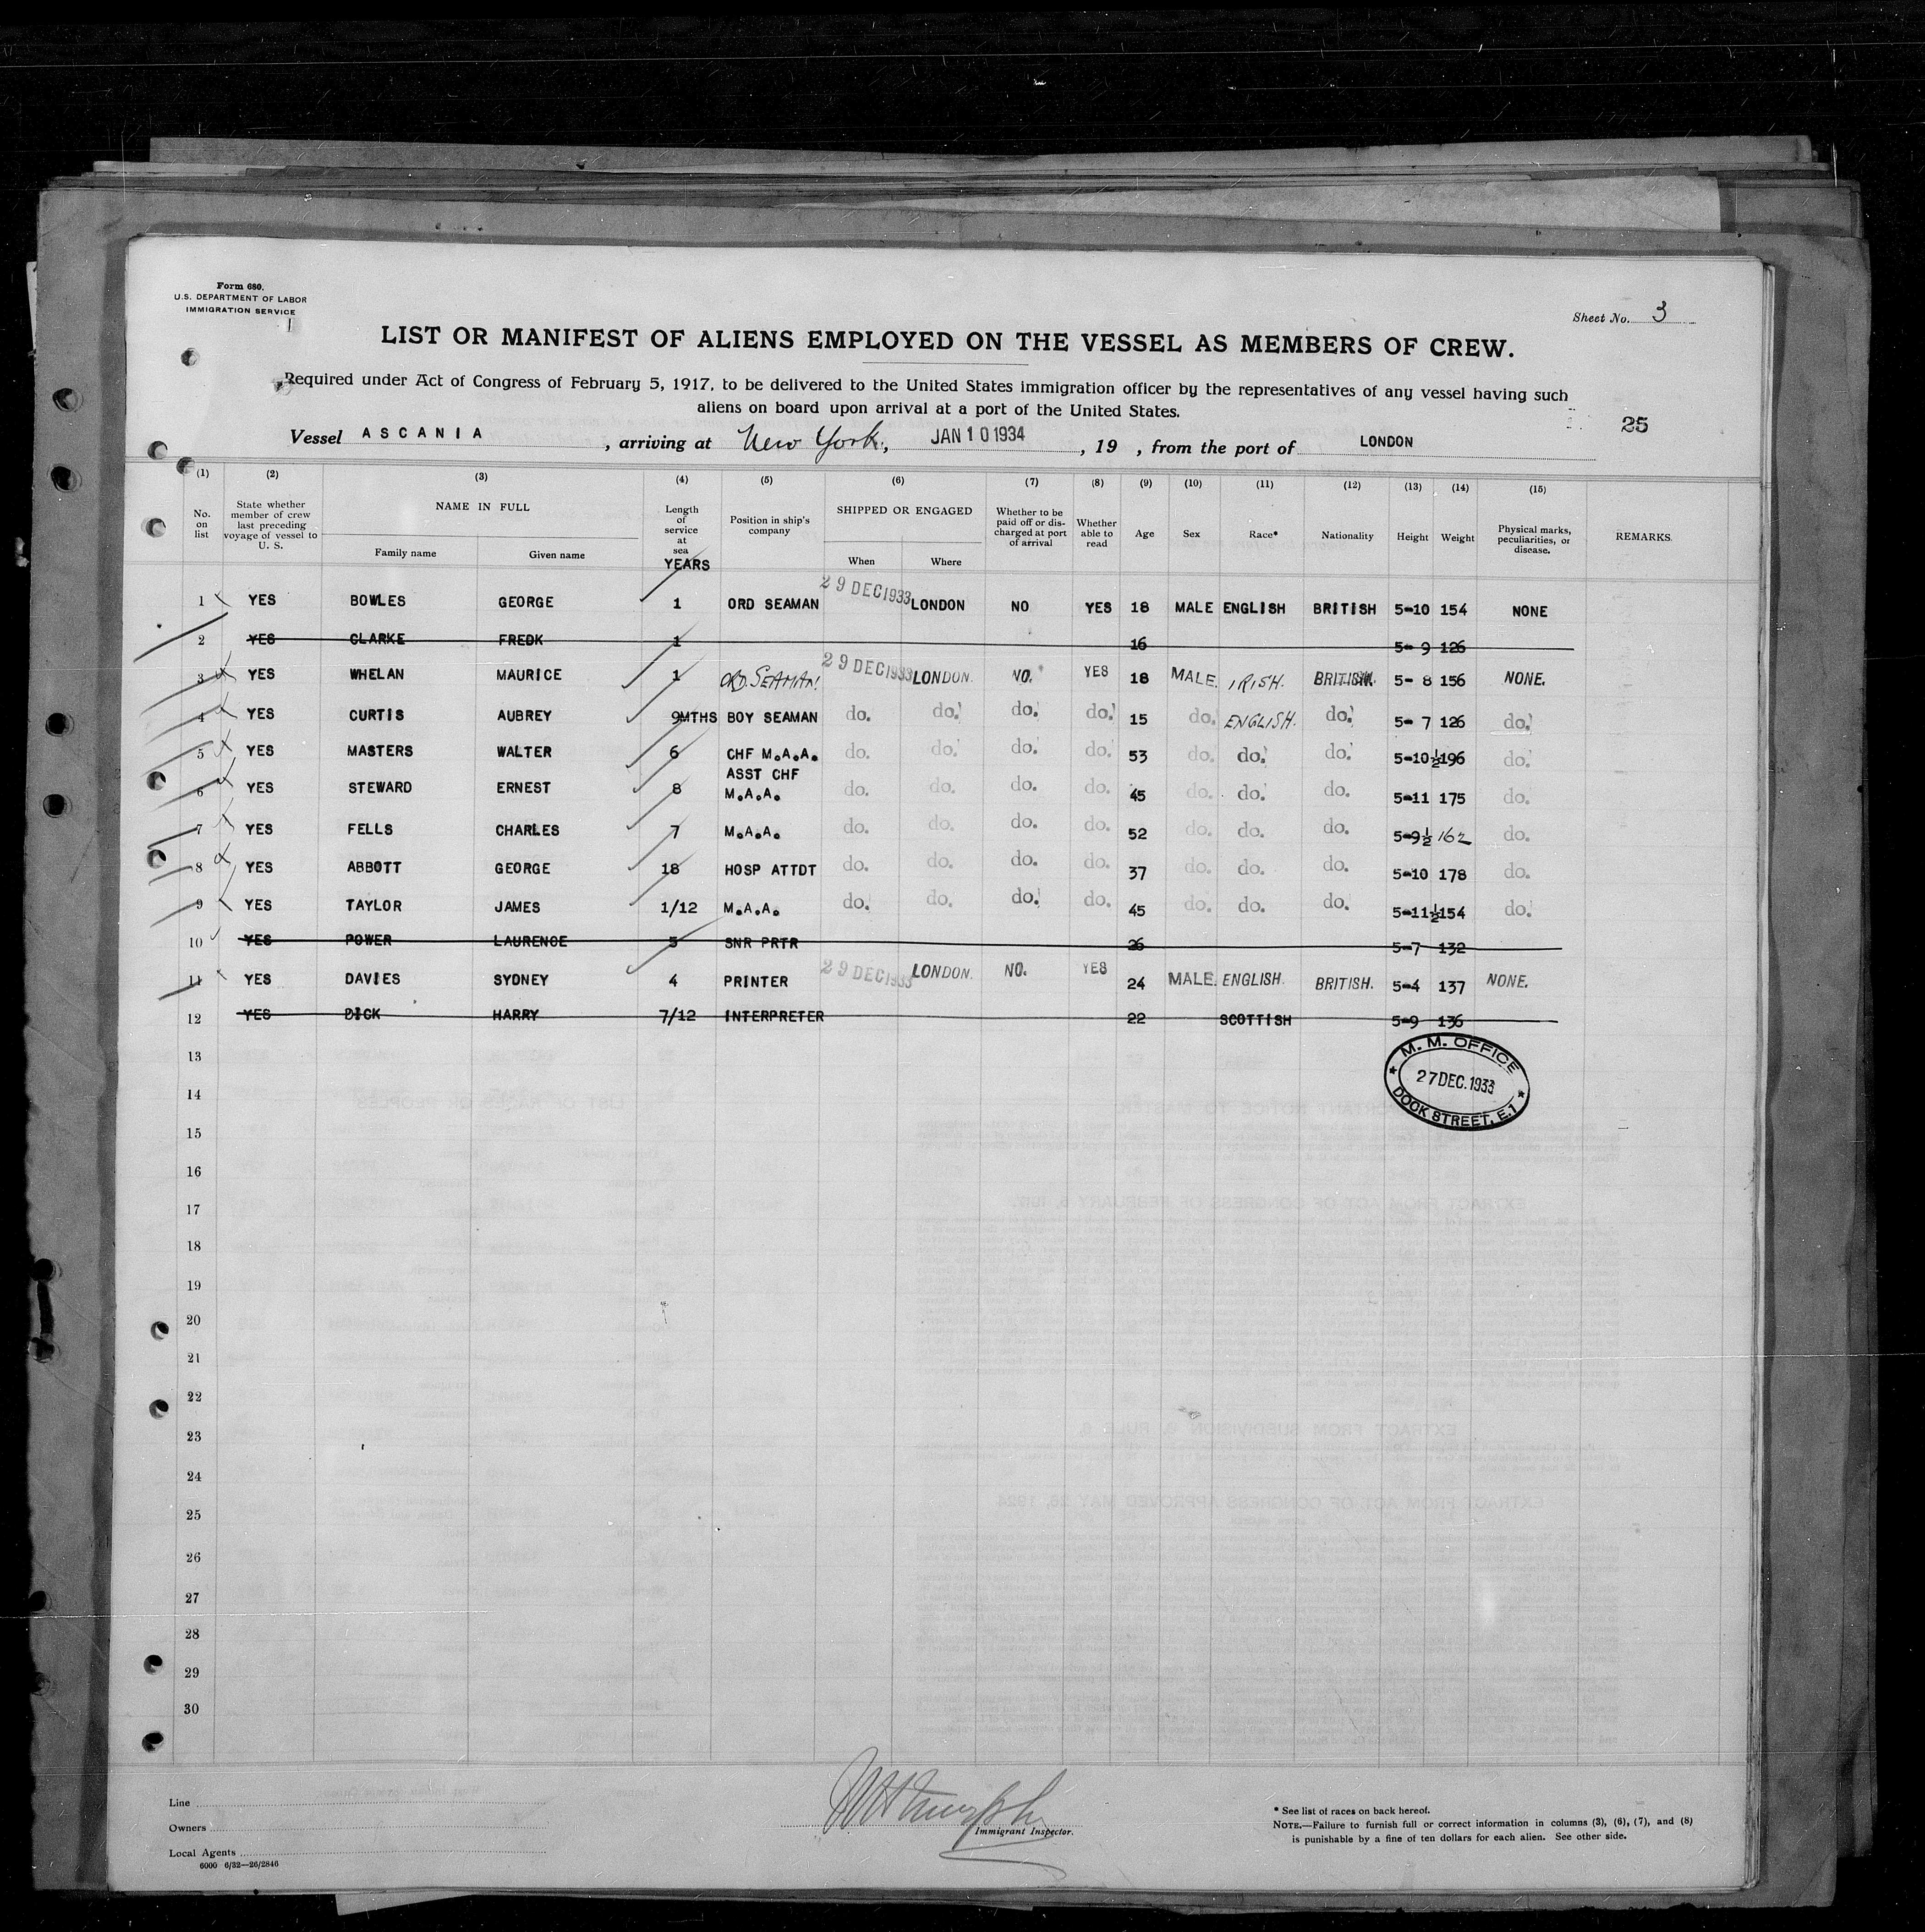 Form 680.
U.S. DEPARTMENT OF LABOR
IMMIGRATION SERVICE
Sheet No. 3
LIST OR MANIFEST OF ALIENS EMPLOYED ON THE VESSEL AS MEMBERS OF CREW.
Required under Act of Congress of February 5, 1917, to be delivered to the United States immigration officer by the representatives of any vessel having such
aliens on board upon arrival at a port of the United States.
25
Vessel ASCANIA, arriving at New York, JAN 10 1934, 19 , from the port of LONDON
(1) (2) (3) (4) (5) (6) (7) (8) (9) (10) (11) (12) (13) (14) (15)
No. on list State whether member of crew last preceding voyage of vessel to U. S. NAME IN FULL Family name Given name Length of service at sea YEARS Position in ship's company SHIPPED OR ENGAGED When Where Whether to be paid off or discharged at port of arrival Whether able to read Age Sex Race* Nationality Height Weight Physical marks, peculiarities, or disease. REMARKS.
1 YES BOWLES GEORGE 1 ORD SEAMAN 29 DEC 1933 LONDON NO YES 18 MALE ENGLISH BRITISH 5-10 154 NONE
2 YES CLARKE FREDK 1 16 5- 9 126
3 YES WHELAN MAURICE 1 ORD. SEAMAN. 29 DEC 1933 LONDON. NO. YES 18 MALE. IRISH. BRITISH. 5- 8 156 NONE.
4 YES CURTIS AUBREY 9MTHS BOY SEAMAN do. do. do. do. 15 do. ENGLISH. do. 5- 7 126 do.
5 YES MASTERS WALTER 6 CHF M.A.A. do. do. do. do. 53 do. do. do. 5-10½ 196 do.
6 YES STEWARD ERNEST 8 ASST CHF M.A.A. do. do. do. do. 45 do. do. do. 5-11 175 do.
7 YES FELLS CHARLES 7 M.A.A. do. do. do. do. 52 do. do. do. 5-9½ 162 do.
8 YES ABBOTT GEORGE 18 HOSP ATTDT do. do. do. do. 37 do. do. do. 5-10 178 do.
9 YES TAYLOR JAMES 1/12 M.A.A. do. do. do. do. 45 do. do. do. 5-11½ 154 do.
10 YES POWER LAURENCE 5 SNR PRTR 26 5-7 132
11 YES DAVIES SYDNEY 4 PRINTER 29 DEC 1933 LONDON. NO. YES 24 MALE. ENGLISH. BRITISH. 5-4 137 NONE.
12 YES DICK HARRY 7/12 INTERPRETER 22 SCOTTISH 5-9 136
M. M. OFFICE
27 DEC. 1933
DOCK STREET, E.1
13
14
15
16
17
18
19
20
21
22
23
24
25
26
27
28
29
30
Line
Owners
Local Agents
6000 6/32—26/2846
Immigrant Inspector.
* See list of races on back hereof.
NOTE.—Failure to furnish full or correct information in columns (3), (6), (7), and (8)
is punishable by a fine of ten dollars for each alien. See other side.